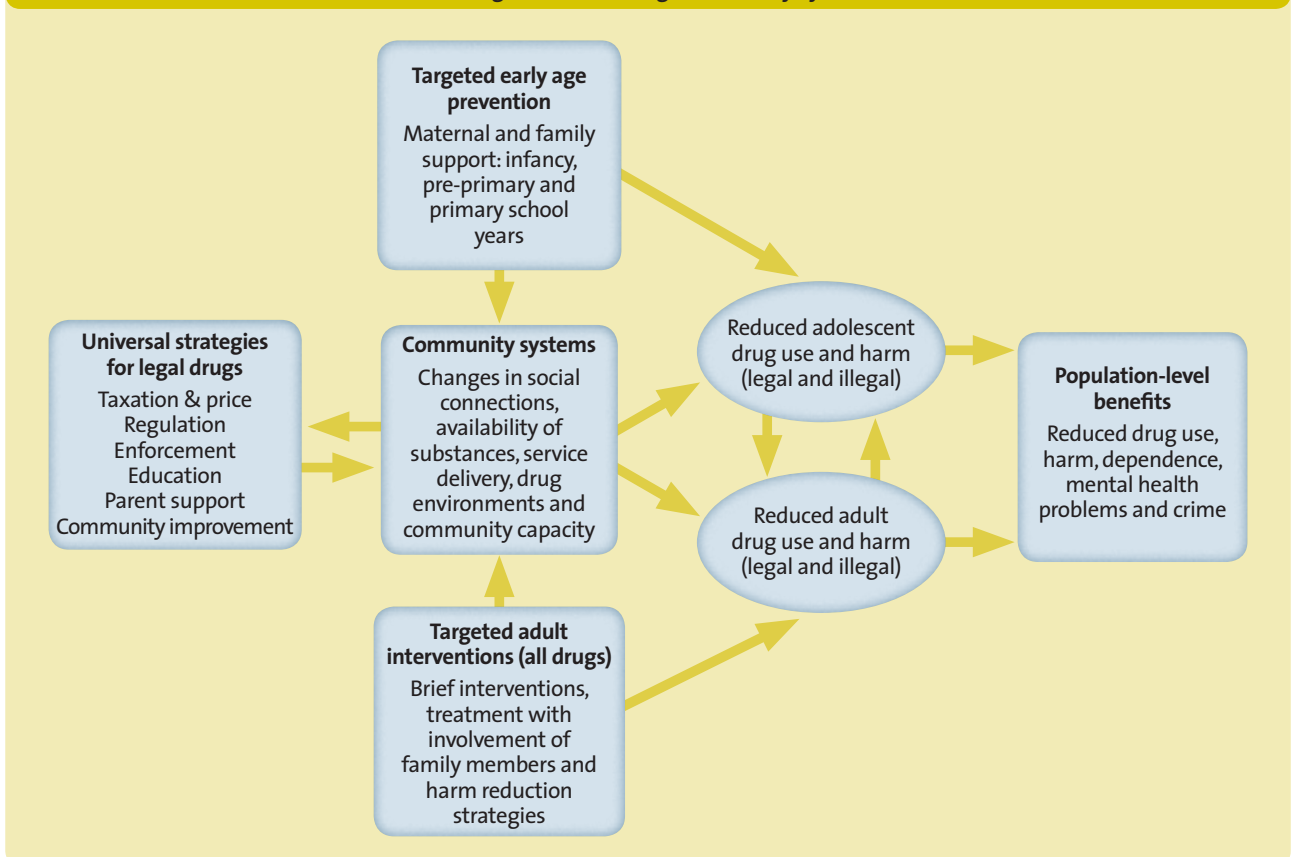 Targeted early age
prevention
Maternal and family
support: infancy,
pre-primary and
primary school
years
Universal strategies
for legal drugs
Taxation & price
Regulation
Enforcement
Education
Parent support
Community improvement
Community systems
Changes in social
connections,
availability of
substances, service
delivery, drug
environments and
community capacity
Reduced adolescent
drug use and harm
(legal and illegal)
Reduced adult
drug use and harm
(legal and illegal)
Population-level
benefits
Reduced drug use,
harm, dependence,
mental health
problems and crime
Targeted adult
interventions (all drugs)
Brief interventions,
treatment with
involvement of
family members and
harm reduction
strategies